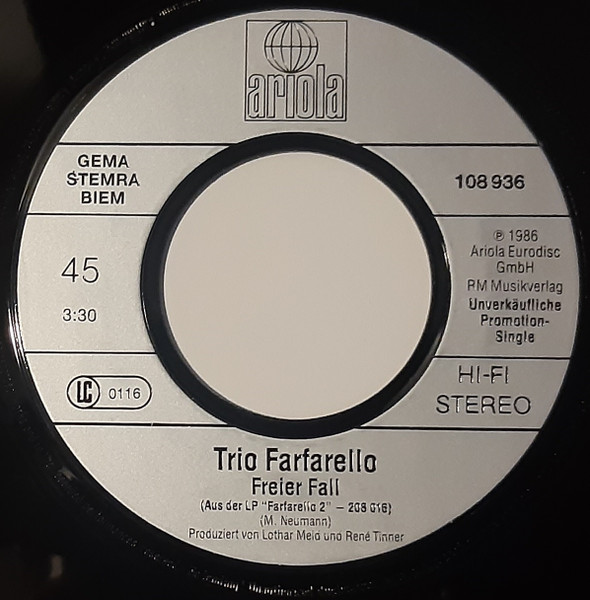 ariola
GEMA
STEMRA
BIEM
108 936
45
3:30
℗ 1986
Ariola Eurodisc
GmbH
RM Musikverlag
Unverkäufliche
Promotion-
Single
LC 0116
HI-FI
STEREO
Trio Farfarello
Freier Fall
(Aus der LP "Farfarello 2" – 208 018)
(M. Neumann)
Produziert von Lothar Meid und René Tinner